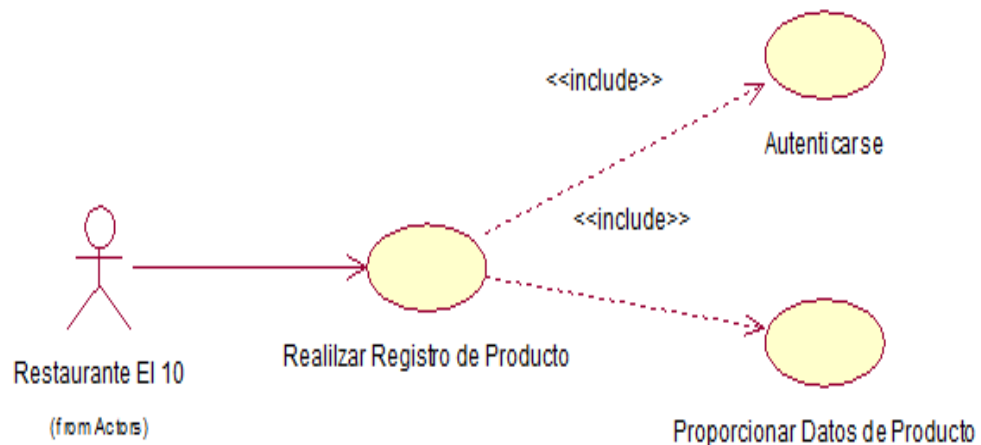 <<include>>
Autenticarse
<<include>>
Realilzar Registro de Producto
Restaurante El 10
(from Actors)
Proporcionar Datos de Producto